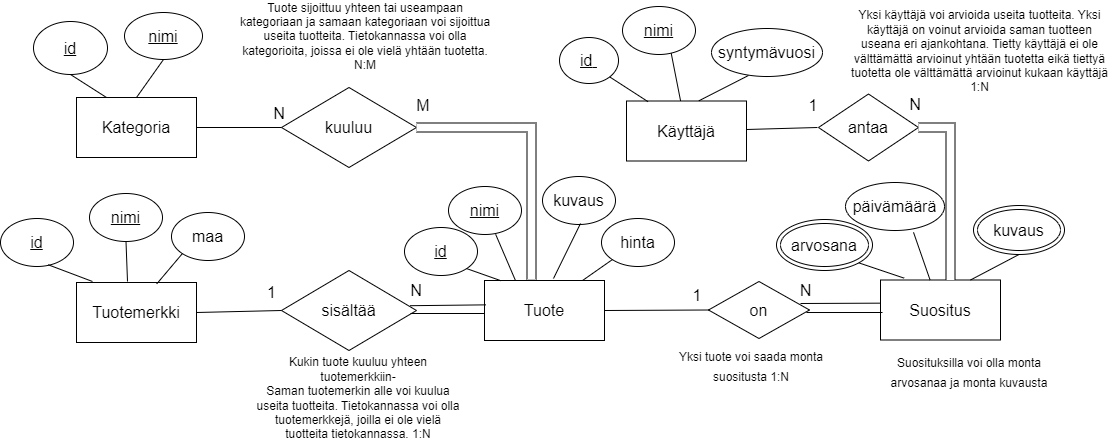 Tuote sijoittuu yhteen tai useampaan
kategoriaan ja samaan kategoriaan voi sijoittua
useita tuotteita. Tietokannassa voi olla
kategorioita, joissa ei ole vielä yhtään tuotetta.
N:M
Yksi käyttäjä voi arvioida useita tuotteita. Yksi
käyttäjä on voinut arvioida saman tuotteen
useana eri ajankohtana. Tietty käyttäjä ei ole
välttämättä arvioinut yhtään tuotetta eikä tiettyä
tuotetta ole välttämättä arvioinut kukaan käyttäjä
1:N
id
nimi
Kategoria
N
kuuluu
M
id
nimi
syntymävuosi
Käyttäjä
1
antaa
N
id
nimi
maa
Tuotemerkki
1
sisältää
N
id
nimi
kuvaus
hinta
Tuote
1
on
N
arvosana
päivämäärä
kuvaus
Suositus
Kukin tuote kuuluu yhteen
tuotemerkkiin-
Saman tuotemerkin alle voi kuulua
useita tuotteita. Tietokannassa voi olla
tuotemerkkejä, joilla ei ole vielä
tuotteita tietokannassa. 1:N
Yksi tuote voi saada monta
suositusta 1:N
Suosituksilla voi olla monta
arvosanaa ja monta kuvausta